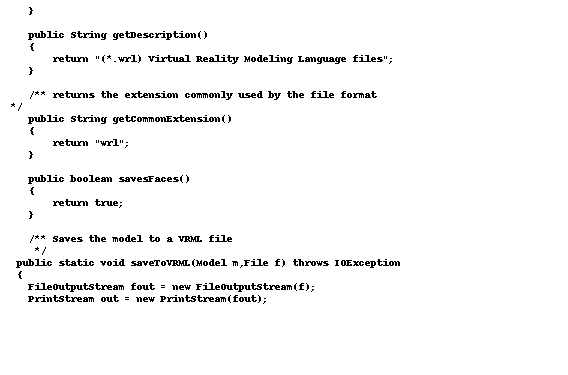 }

public String getDescription()
{
    return "(*.wrl) Virtual Reality Modeling Language files";
}

/** returns the extension commonly used by the file format
*/
public String getCommonExtension()
{
    return "wrl";
}

public boolean savesFaces()
{
    return true;
}

/** Saves the model to a VRML file
 */
public static void saveToVRML(Model m,File f) throws IOException
{
  FileOutputStream fout = new FileOutputStream(f);
  PrintStream out = new PrintStream(fout);